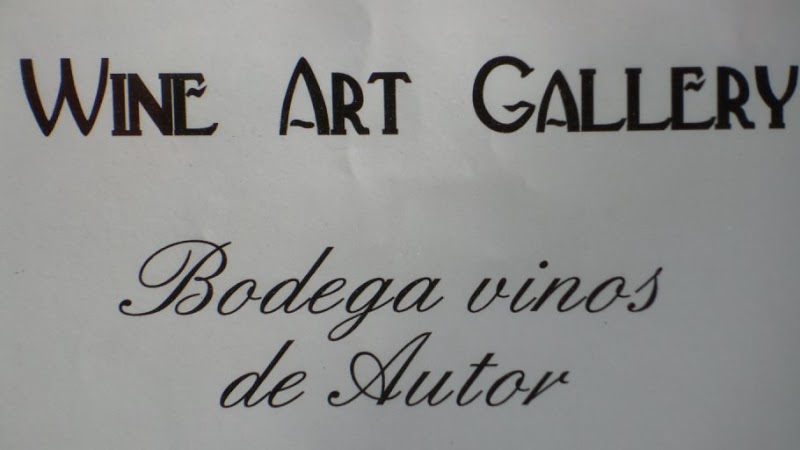 Wine Art Gallery
Bodega vinos
de Autor